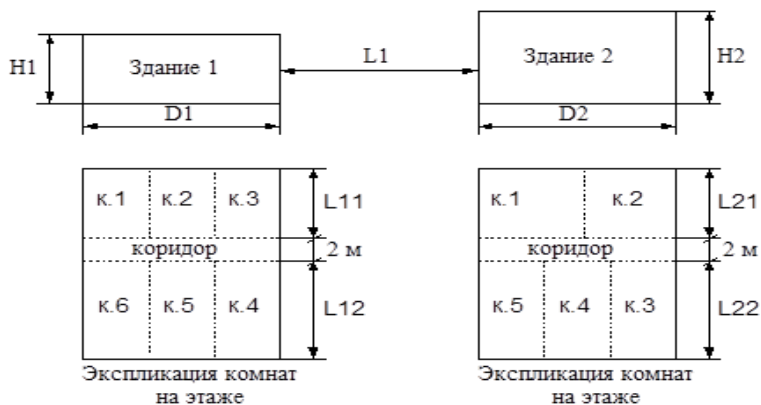 H1
Здание 1
L1
Здание 2
H2
D1
D2
к.1 к.2 к.3
L11
коридор
2 м
к.6 к.5 к.4
L12
Экспликация комнат
на этаже
к.1 к.2
L21
коридор
2 м
к.5 к.4 к.3
L22
Экспликация комнат
на этаже